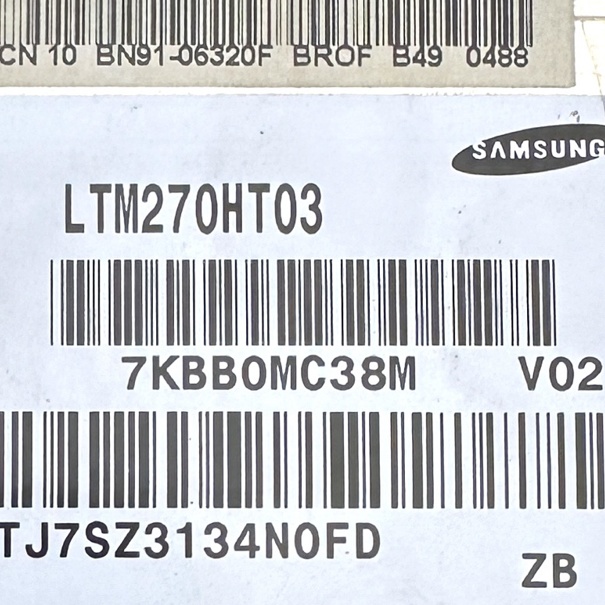 CN 10 BN91-06320F BROF B49 0488
SAMSUNG
LTM270HT03
7KBB0MC38M V02
TJ7SZ3134N0FD
ZB